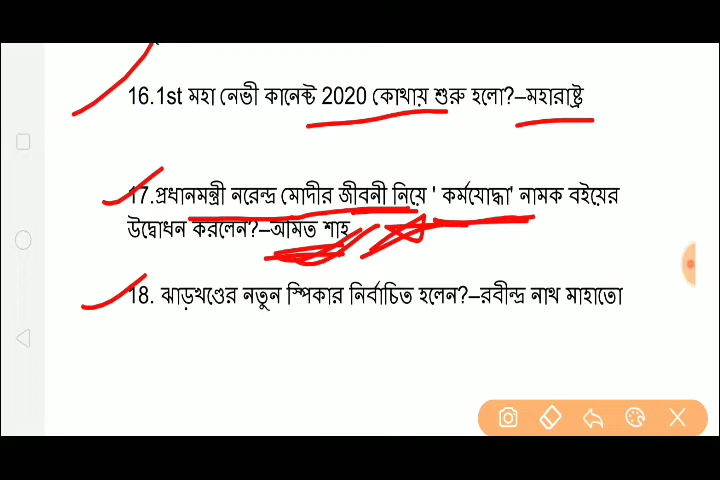 16.1st মহা নেভী কানেক্ট 2020 কোথায় শুরু হলো?–মহারাষ্ট্র
17.প্রধানমন্ত্রী নরেন্দ্র মোদীর জীবনী নিয়ে ' কর্মযোদ্ধা' নামক বইয়ের
উদ্বোধন করলেন?–অমিত শাহ
18. ঝাড়খণ্ডের নতুন স্পিকার নির্বাচিত হলেন?–রবীন্দ্র নাথ মাহাতো